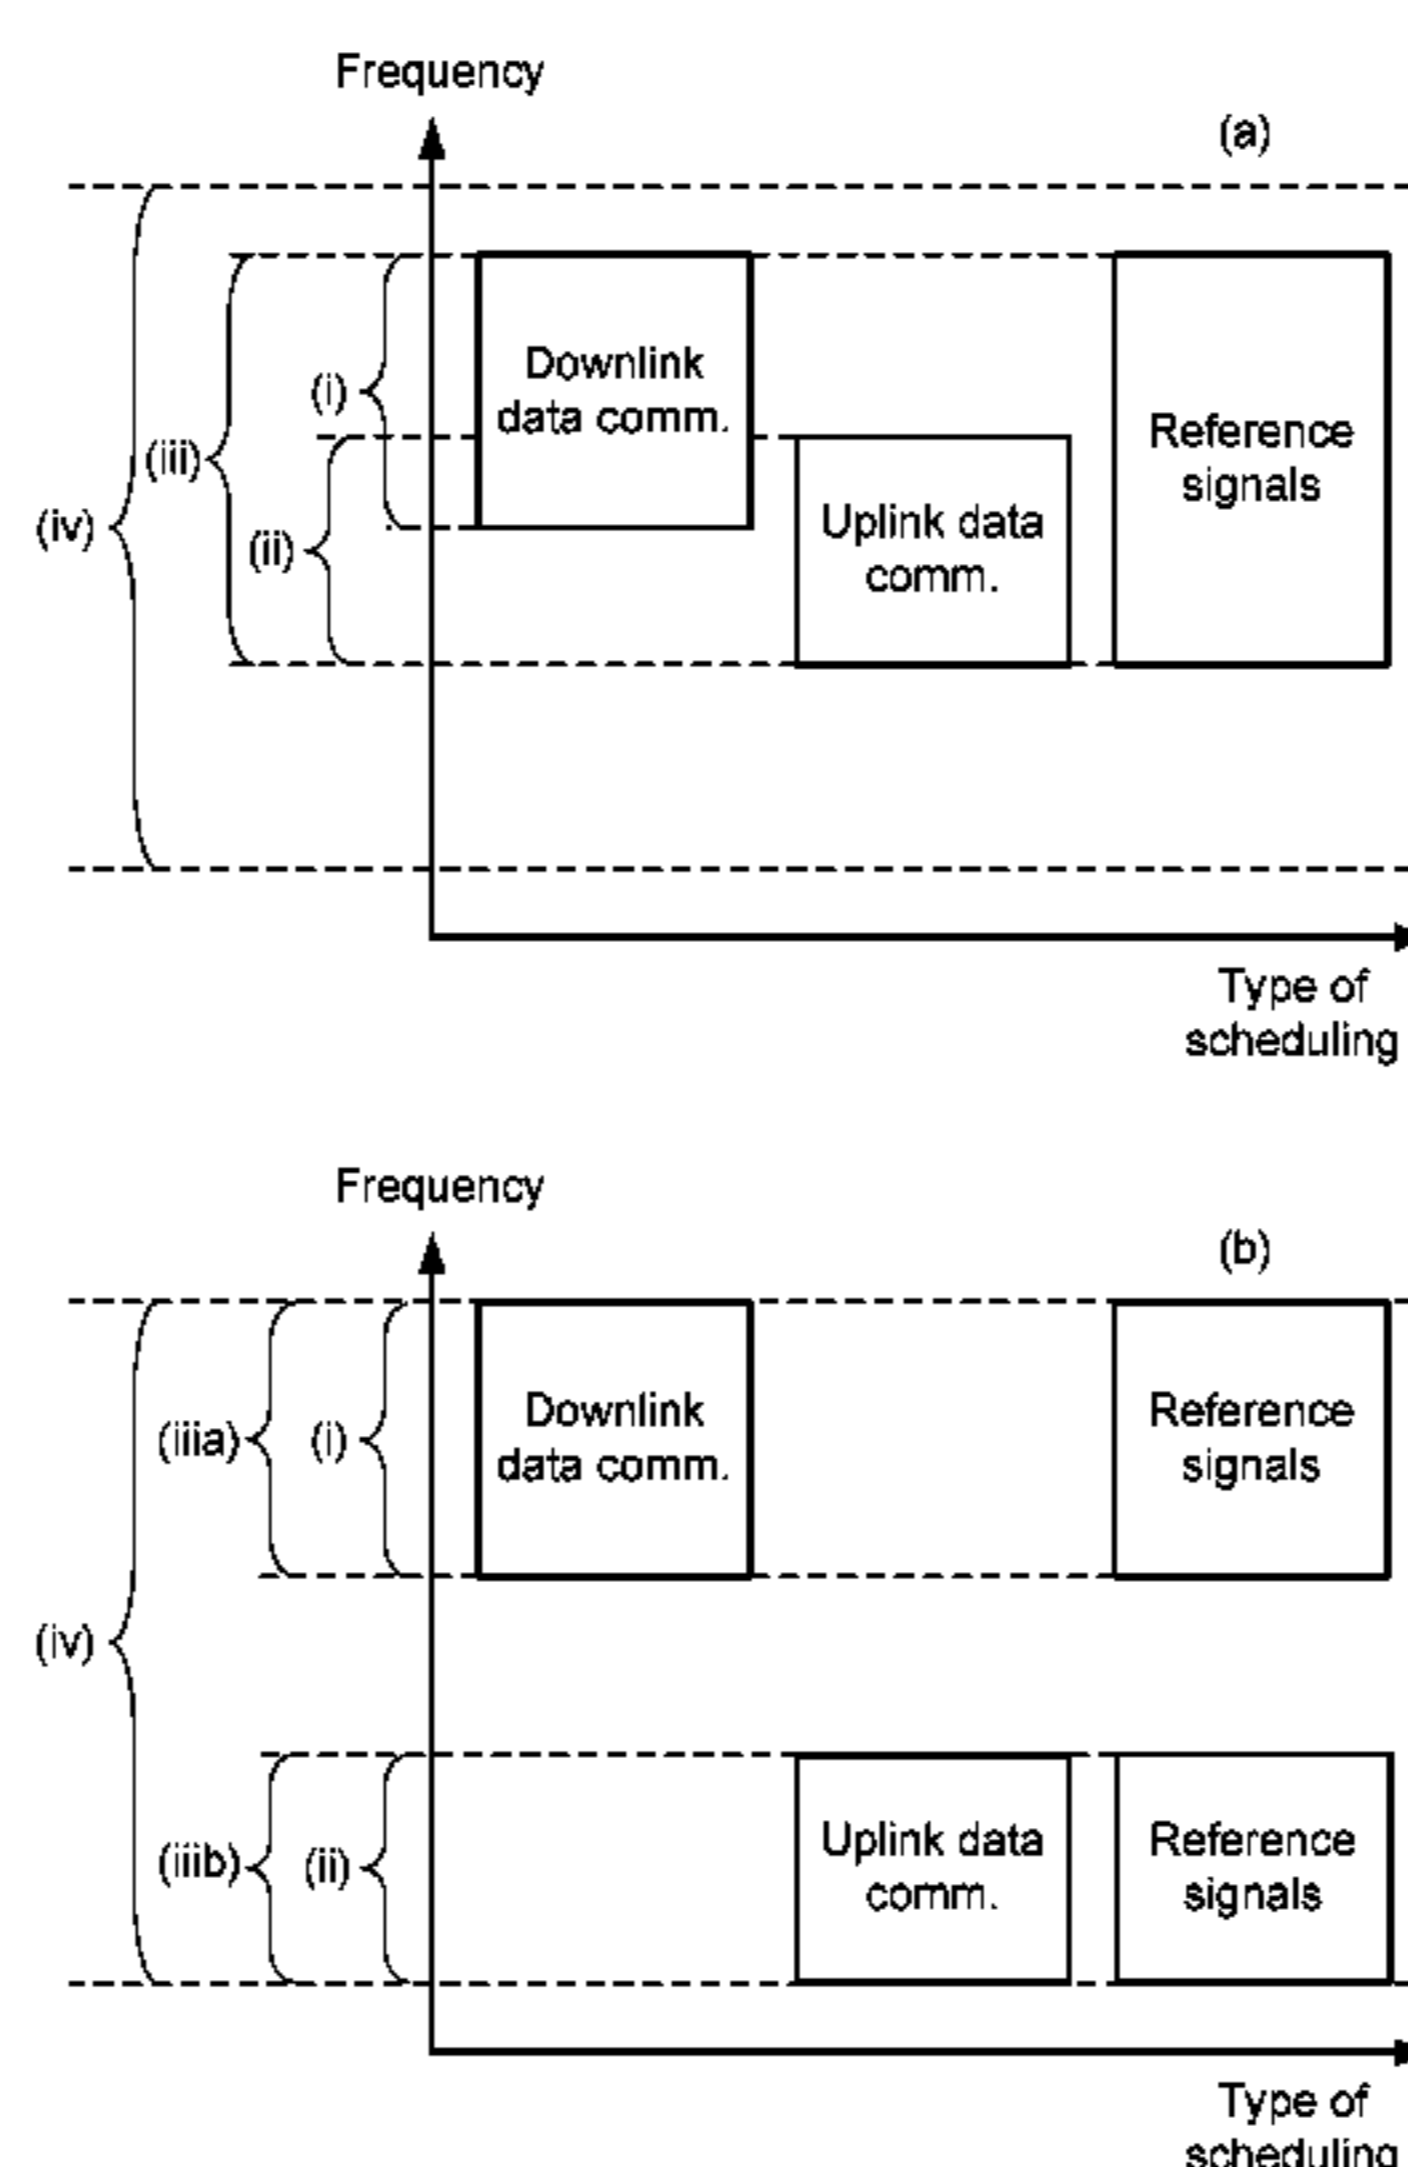 Frequency
(a)
(i)
Downlink
data comm.
(iii)
Reference
signals
(iv)
(ii)
Uplink data
comm.
Type of
scheduling
Frequency
(b)
(iiia)
(i)
Downlink
data comm.
Reference
signals
(iv)
(iiib)
(ii)
Uplink data
comm.
Reference
signals
Type of
scheduling